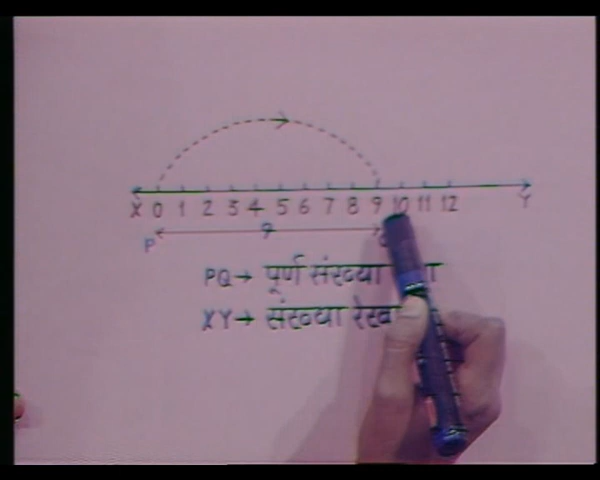 X 0 1 2 3 4 5 6 7 8 9 10 11 12 Y
P 9
PQ→ पूर्ण संख्या
XY→ संख्या